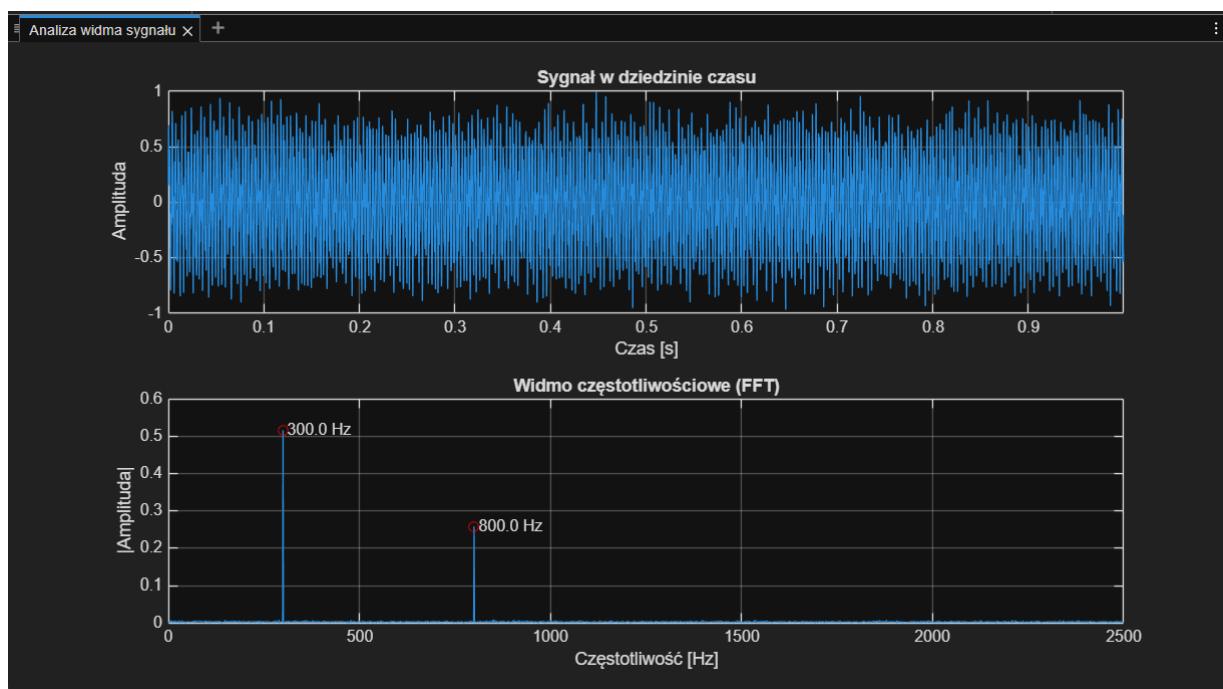 Analiza widma sygnału × +
Sygnał w dziedzinie czasu
1
0.5
0
-0.5
-1
Amplituda
0 0.1 0.2 0.3 0.4 0.5 0.6 0.7 0.8 0.9
Czas [s]
Widmo częstotliwościowe (FFT)
0.6
0.5
0.4
0.3
0.2
0.1
0
|Amplituda|
300.0 Hz
800.0 Hz
0 500 1000 1500 2000 2500
Częstotliwość [Hz]